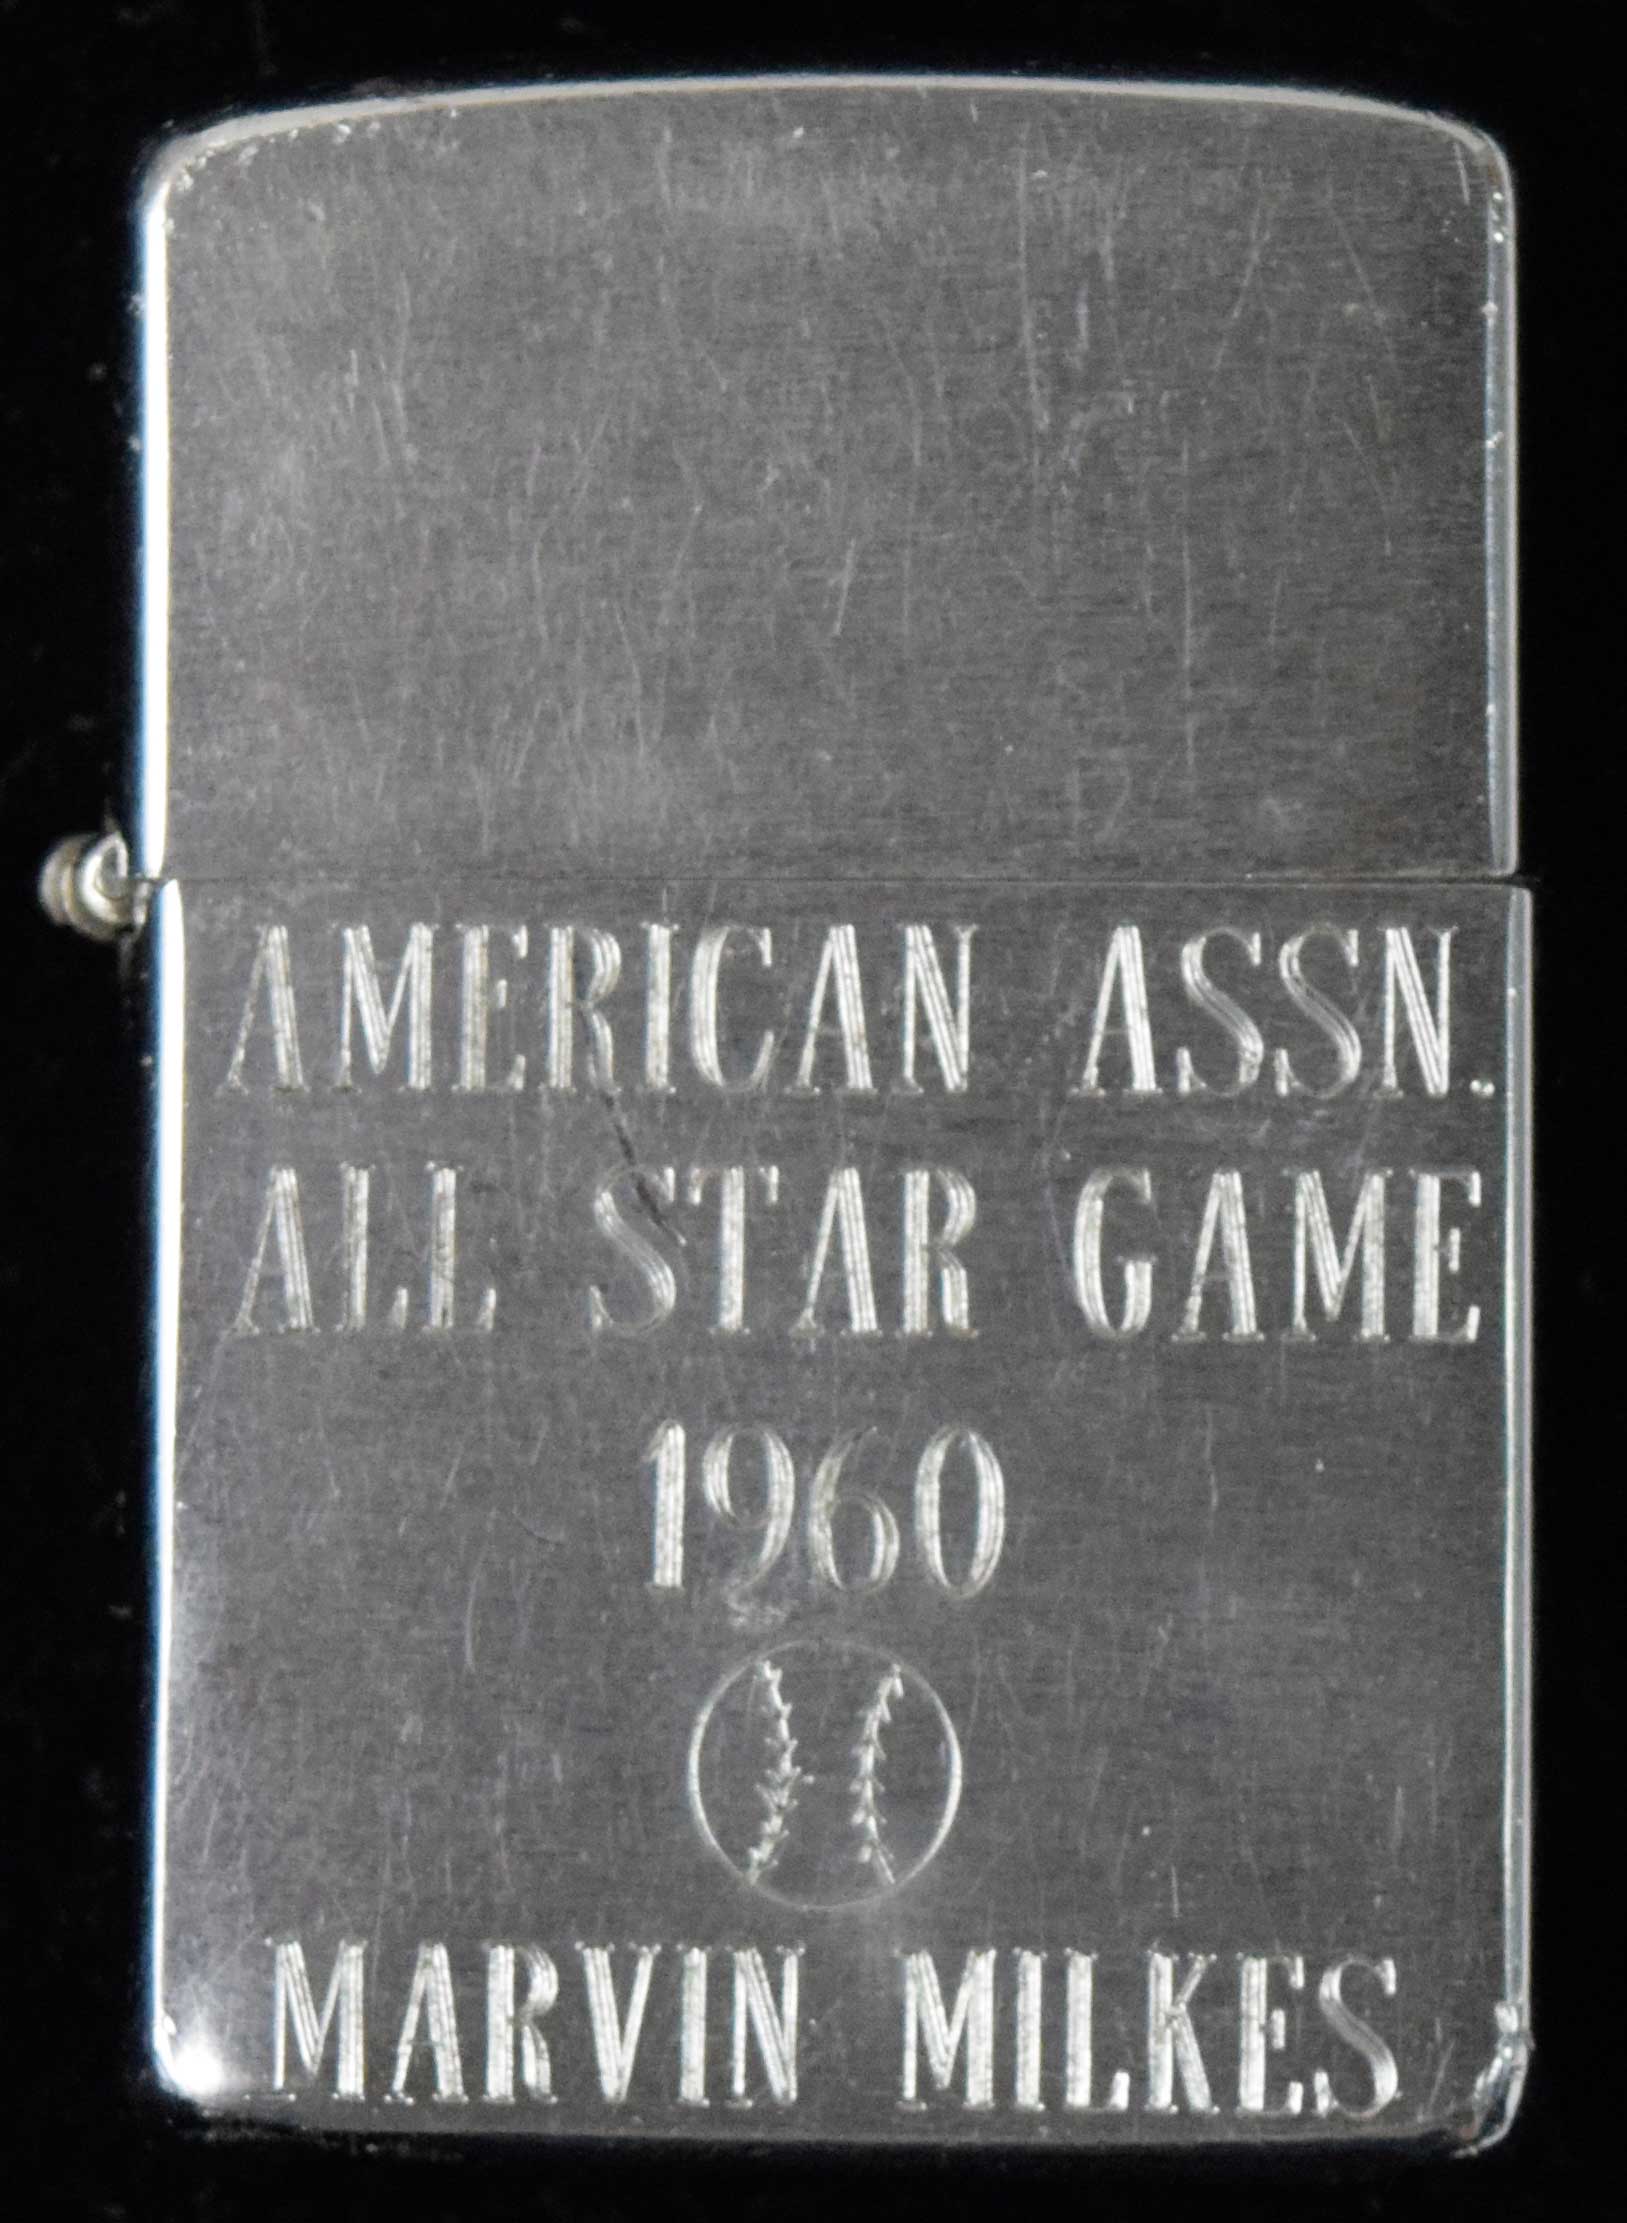 AMERICAN ASSN.
ALL STAR GAME
1960
MARVIN MILKES